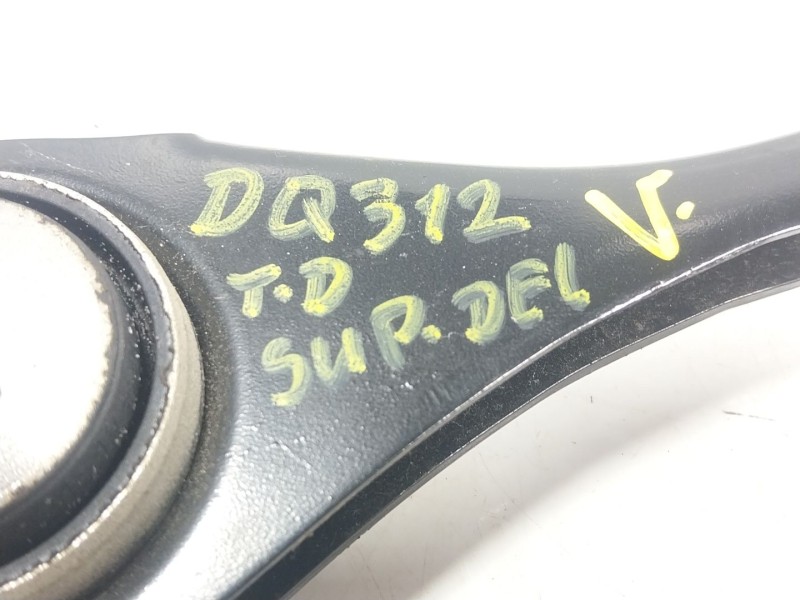 DQ312 V.
T.D
SUP. DEL